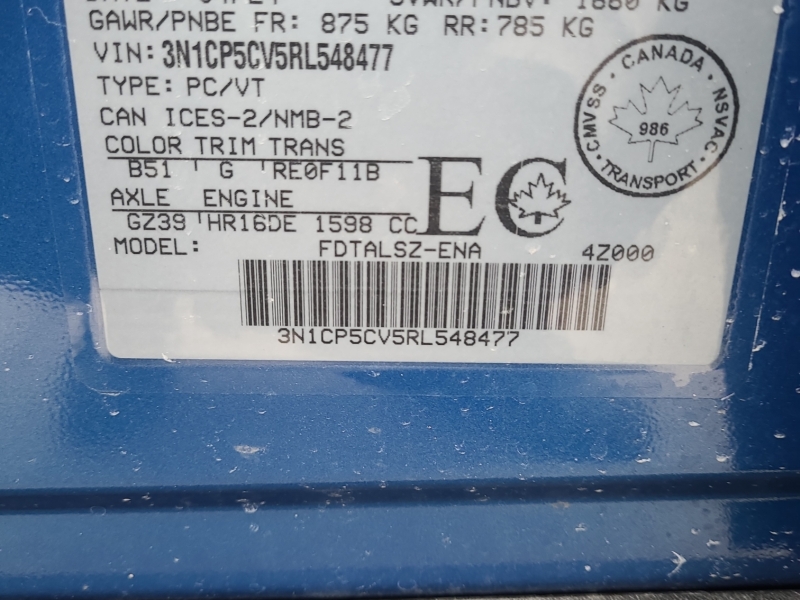 GAWR/PNBE FR: 875 KG RR: 785 KG
VIN: 3N1CP5CV5RL548477
TYPE: PC/VT
CAN ICES-2/NMB-2
COLOR TRIM TRANS
B51 G RE0F11B
AXLE ENGINE
GZ39 HR16DE 1598 CC
EC
MODEL: FDTALSZ-ENA 4Z000
3N1CP5CV5RL548477
CMVSS • CANADA • NSVAC • TRANSPORT •
986